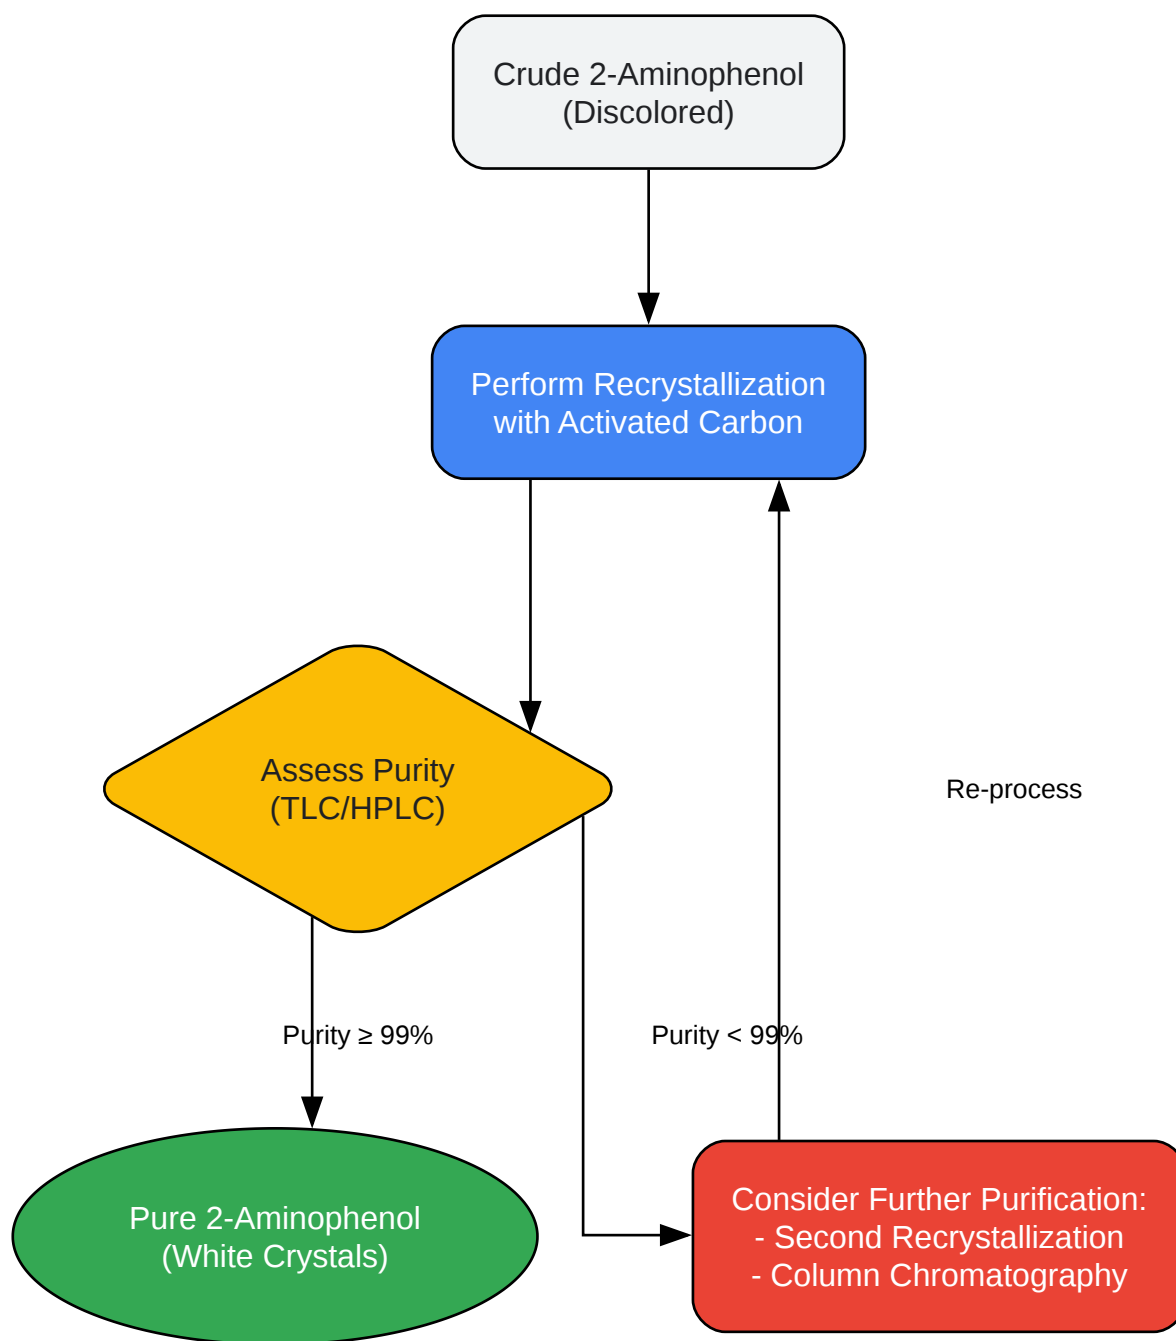 Crude 2-Aminophenol
(Discolored)
Perform Recrystallization
with Activated Carbon
Assess Purity
(TLC/HPLC)
Re-process
Purity ≥ 99%
Purity < 99%
Pure 2-Aminophenol
(White Crystals)
Consider Further Purification:
- Second Recrystallization
- Column Chromatography